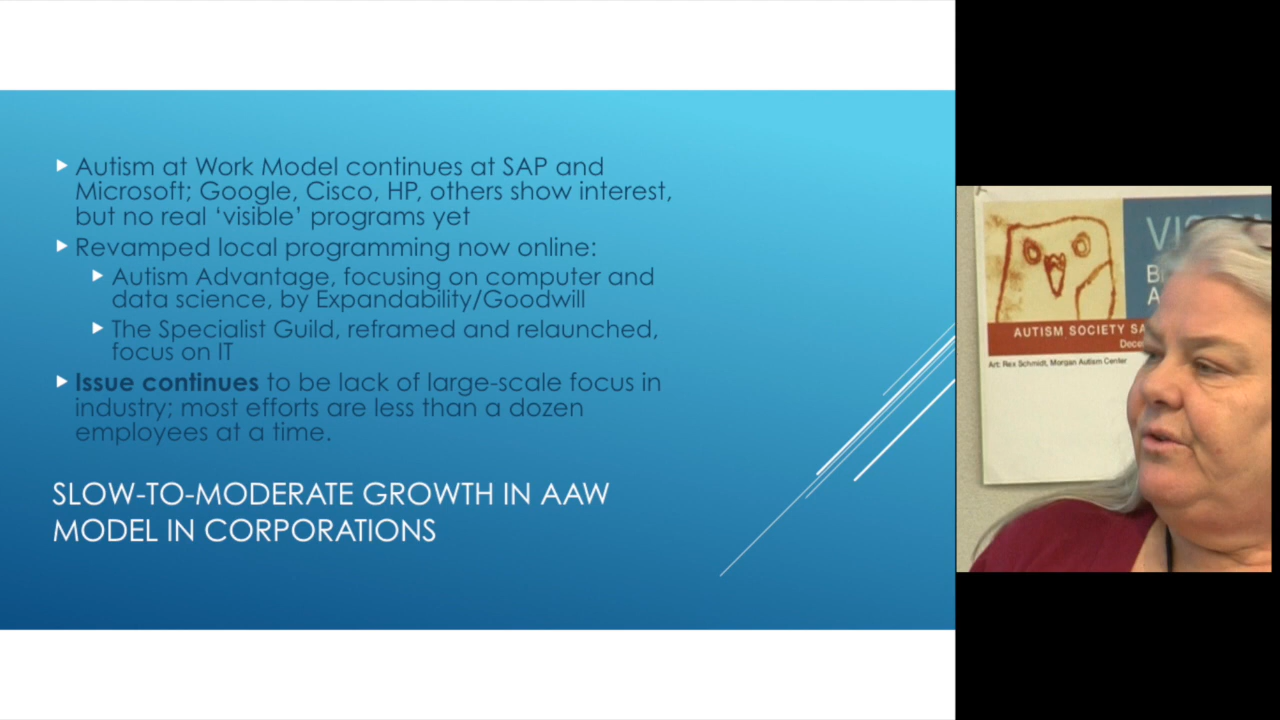 Autism at Work Model continues at SAP and
Microsoft; Google, Cisco, HP, others show interest,
but no real ‘visible’ programs yet
Revamped local programming now online:
Autism Advantage, focusing on computer and
data science, by Expandability/Goodwill
The Specialist Guild, reframed and relaunched,
focus on IT
Issue continues to be lack of large-scale focus in
industry; most efforts are less than a dozen
employees at a time.
SLOW-TO-MODERATE GROWTH IN AAW
MODEL IN CORPORATIONS
AUTISM SOCIETY
Art: Rex Schmidt, Morgan Autism Center